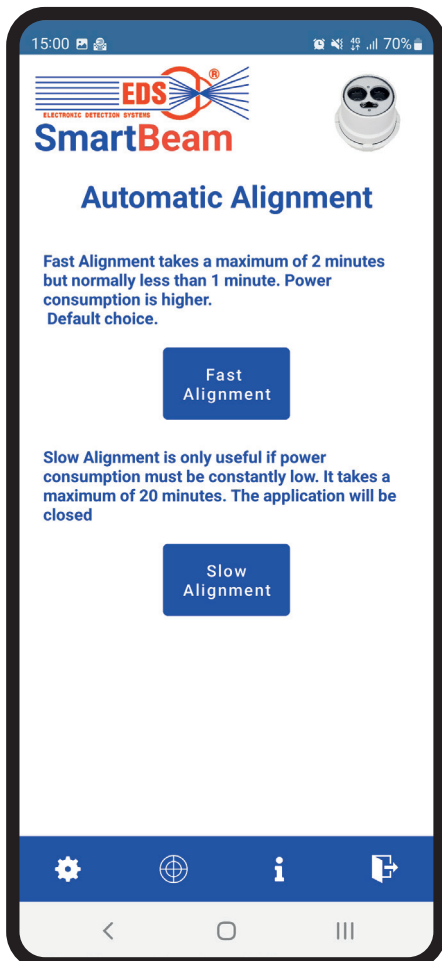 15:00
4G
70%
EDS
®
ELECTRONIC DETECTION SYSTEMS
SmartBeam
Automatic Alignment
Fast Alignment takes a maximum of 2 minutes
but normally less than 1 minute. Power
consumption is higher.
Default choice.
Fast
Alignment
Slow Alignment is only useful if power
consumption must be constantly low. It takes a
maximum of 20 minutes. The application will be
closed
Slow
Alignment